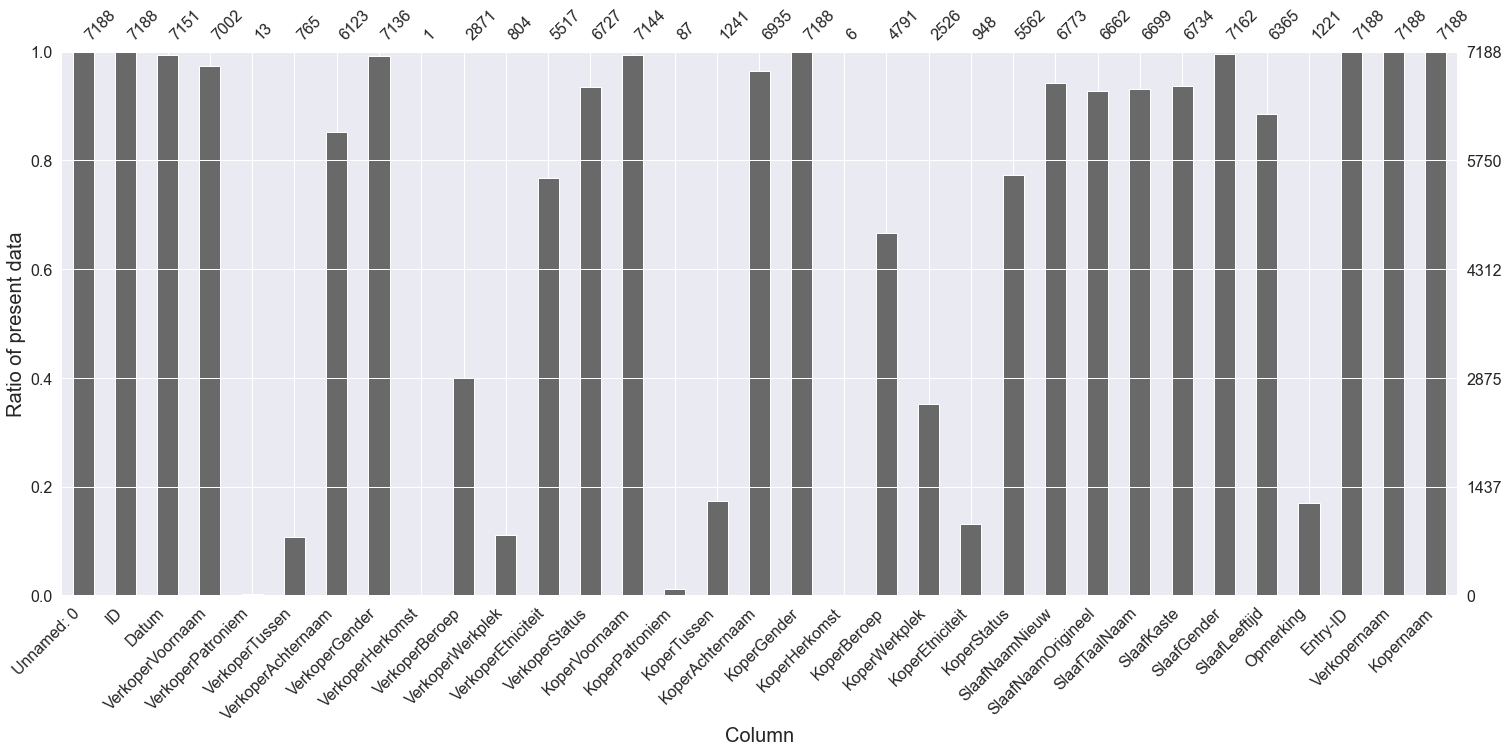 7188 7188 7151 7002 13 765 6123 7136 1 2871 804 5517 6727 7144 87 1241 6935 7188 6 4791 2526 948 5562 6773 6662 6699 6734 7162 6365 1221 7188 7188 7188
1.0 7188
0.8 5750
0.6 4312
0.4 2875
0.2 1437
0.0 0
Ratio of present data
Unnamed: 0
ID
Datum
VerkoperVoornaam
VerkoperPatroniem
VerkoperTussen
VerkoperAchternaam
VerkoperGender
VerkoperHerkomst
VerkoperBeroep
VerkoperWerkplek
VerkoperEtniciteit
VerkoperStatus
KoperVoornaam
KoperPatroniem
KoperTussen
KoperAchternaam
KoperGender
KoperHerkomst
KoperBeroep
KoperWerkplek
KoperEtniciteit
KoperStatus
SlaafNaamNieuw
SlaafNaamOrigineel
SlaafTaalNaam
SlaafKaste
SlaafGender
SlaafLeeftijd
Opmerking
Entry-ID
Verkopernaam
Kopernaam
Column